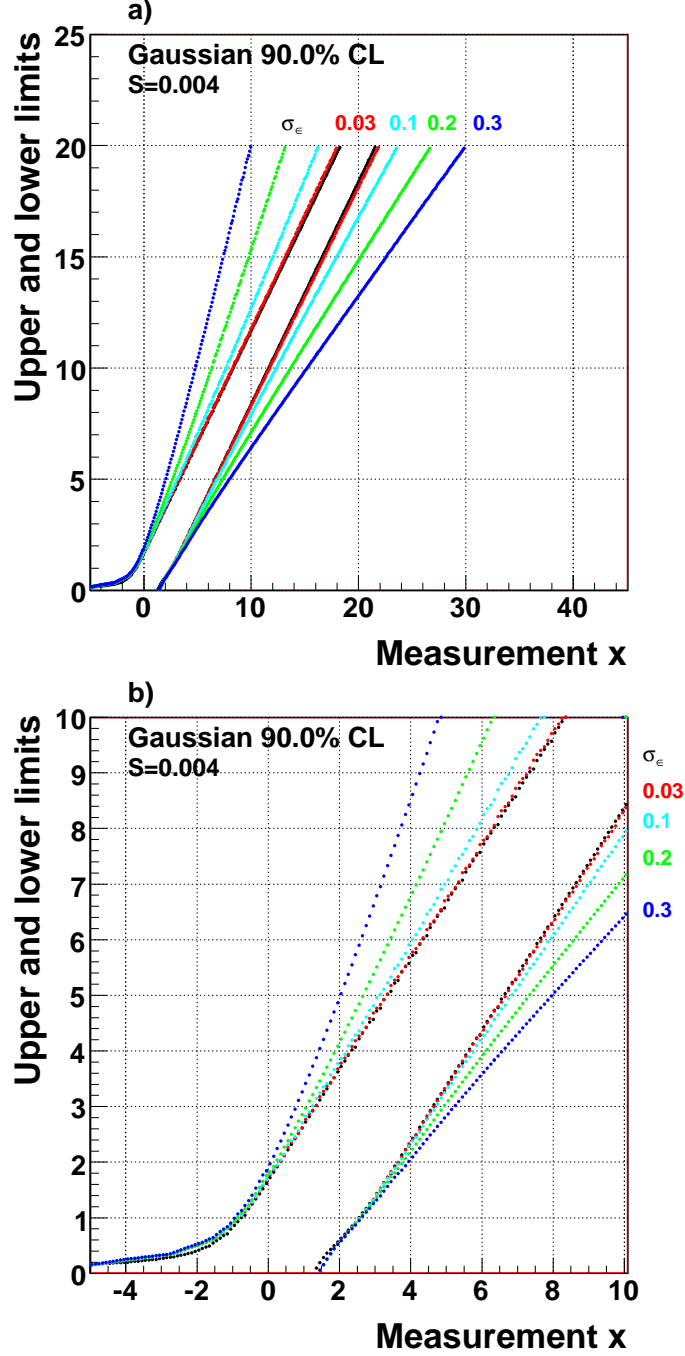 a)
Upper and lower limits
25
20
15
10
5
0
Gaussian 90.0% CL
S=0.004
σ∈ 0.03 0.1 0.2 0.3
0 10 20 30 40
Measurement x
b)
Upper and lower limits
10
9
8
7
6
5
4
3
2
1
0
Gaussian 90.0% CL
S=0.004
σ∈
0.03
0.1
0.2
0.3
-4 -2 0 2 4 6 8 10
Measurement x